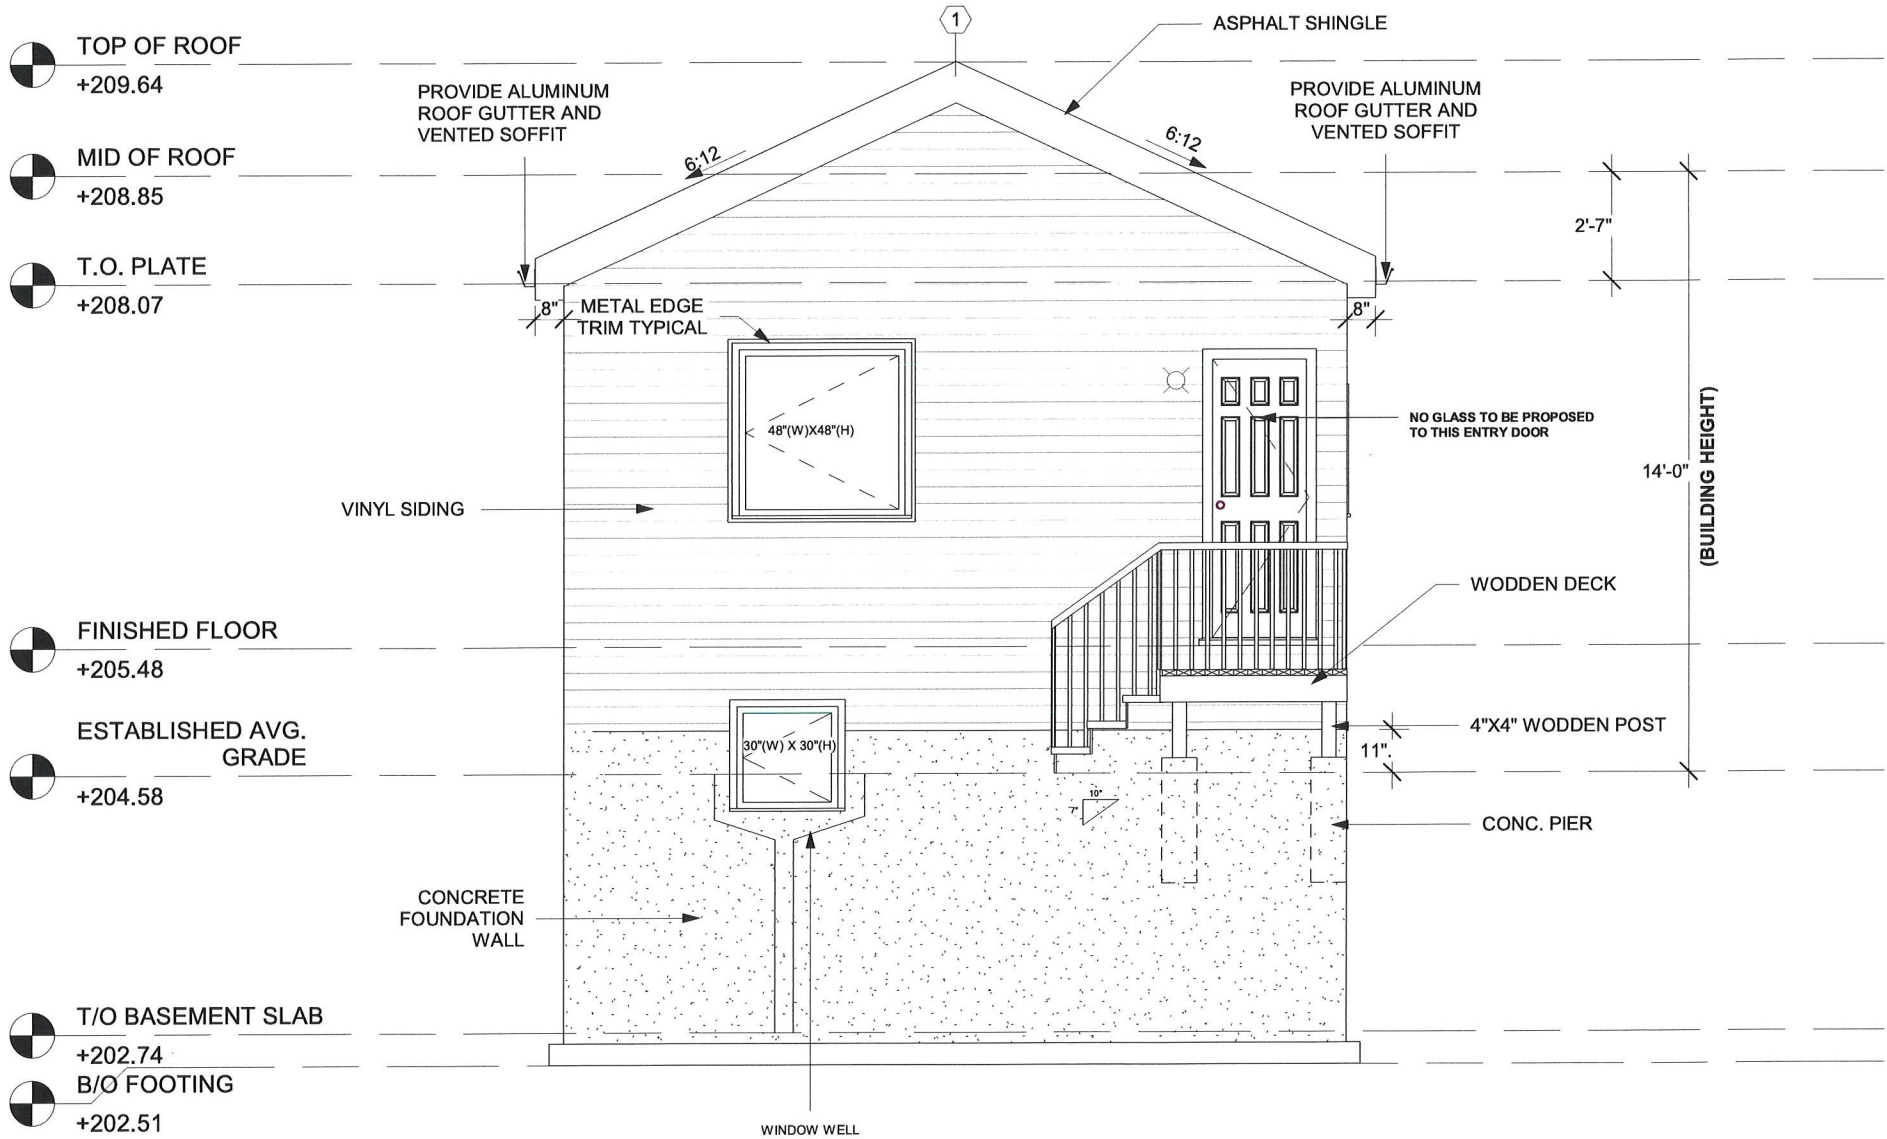 1
ASPHALT SHINGLE
TOP OF ROOF
+209.64
PROVIDE ALUMINUM
ROOF GUTTER AND
VENTED SOFFIT
PROVIDE ALUMINUM
ROOF GUTTER AND
VENTED SOFFIT
6:12
6:12
MID OF ROOF
+208.85
2'-7"
T.O. PLATE
+208.07
8"
METAL EDGE
TRIM TYPICAL
8"
48"(W)X48"(H)
NO GLASS TO BE PROPOSED
TO THIS ENTRY DOOR
14'-0"
(BUILDING HEIGHT)
VINYL SIDING
WODDEN DECK
FINISHED FLOOR
+205.48
ESTABLISHED AVG.
GRADE
+204.58
30"(W) X 30"(H)
4"X4" WOODEN POST
11"
10"
7"
CONC. PIER
CONCRETE
FOUNDATION
WALL
T/O BASEMENT SLAB
+202.74
B/O FOOTING
+202.51
WINDOW WELL